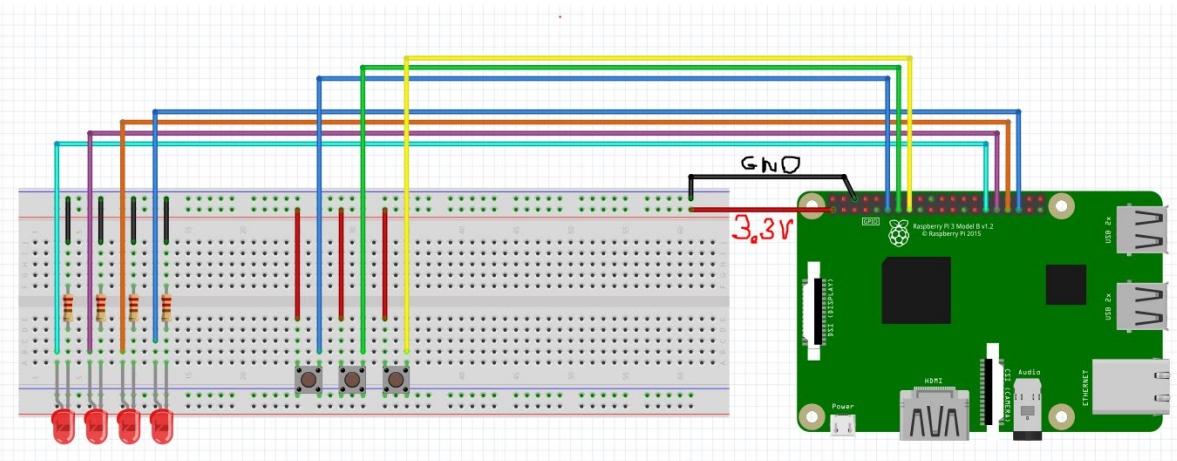 GND
3.3V
GPIO
Raspberry Pi 3 Model B v1.2
© Raspberry Pi 2015
USB 2x
DSI (DISPLAY)
USB 2x
HDMI
CSI (CAMERA)
Audio
ETHERNET
Power